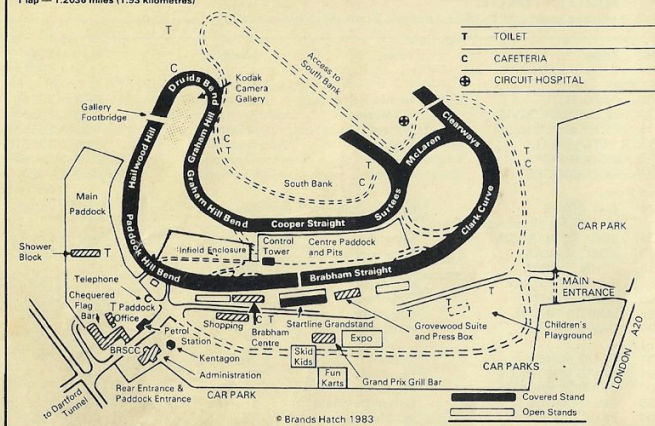 1 lap — 1.2036 miles (1.93 kilometres)
T TOILET
C CAFETERIA
CIRCUIT HOSPITAL
T
C
Druids Bend
Kodak
Camera
Gallery
Access to
South Bank
Gallery
Footbridge
Hailwood Hill
Graham Hill
C
T
Clearways
McLaren
T
C
T
C
South Bank
Graham Hill Bend
Cooper Straight
Surtees
Clark Curve
Main
Paddock
CAR PARK
Shower
Block
T
Paddock Hill Bend
Infield Enclosure
Control
Tower
Centre Paddock
and Pits
Brabham Straight
MAIN
ENTRANCE
Telephone
C
Chequered
Flag
Bar
T
Paddock
Office
Petrol
Station
BRSCC
Kentagon
Administration
Shopping
C T
Brabham
Centre
Startline Grandstand
Grovewood Suite
and Press Box
T
T
T
Children's
Playground
Skid
Kids
Expo
Fun
Karts
Grand Prix Grill Bar
CAR PARKS
LONDON A20
to Dartford
Tunnel
Rear Entrance &
Paddock Entrance
CAR PARK
Covered Stand
Open Stands
© Brands Hatch 1983